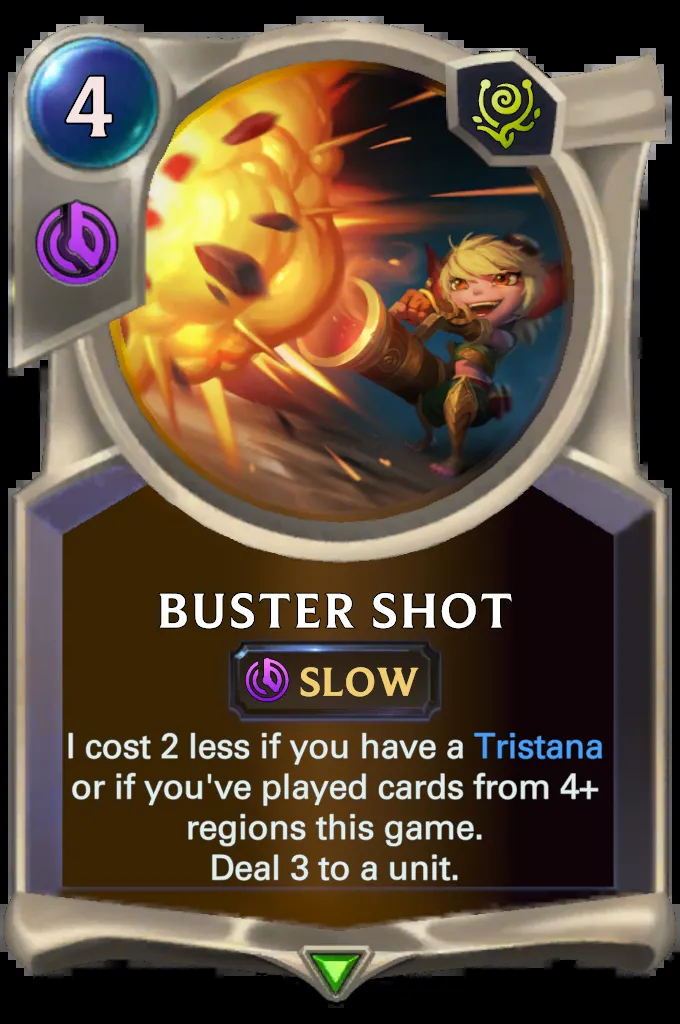 4
BUSTER SHOT
SLOW
I cost 2 less if you have a Tristana
or if you've played cards from 4+
regions this game.
Deal 3 to a unit.